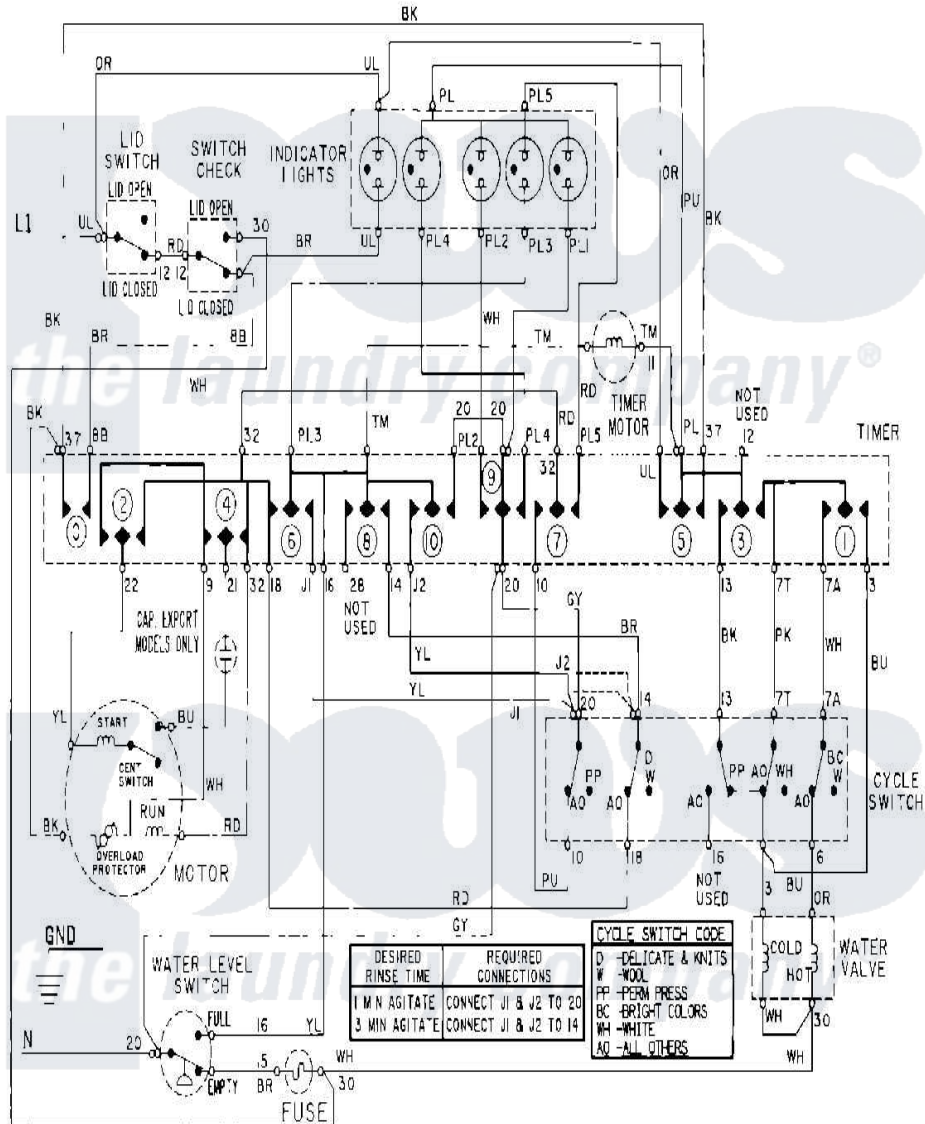 BK
OR
UL
PL
PL5
LID SWITCH
SWITCH CHECK
INDICATOR LIGHTS
LID OPEN
LID OPEN
30
OR
PU
BK
L1
UL
RD
12
12
LID CLOSED
BR
UL
PL4
PL2
PL3
PL1
BK
BR
BB
WH
TM
TM
11
the laundry company®
WH
RD
TIMER MOTOR
NOT USED
BK
37
BB
32
PL3
TM
20
20
PL2
PL4
RD
32
PL5
PL
37
12
TIMER
UL
0
2
4
6
8
10
9
7
5
3
1
22
9
21
32
18
J1
16
28
14
J2
20
10
13
7T
7A
3
NOT USED
CAP. EXPORT MODELS ONLY
GY
BR
BK
PK
WH
BU
YL
J2
YL
J1
20
14
13
7T
7A
YL
START
BU
CENT SWITCH
WH
RUN
BK
RD
OVERLOAD PROTECTOR
MOTOR
PP
AO
D
W
AO
AO
PP
AO
WH
AO
BC
W
CYCLE SWITCH
10
18
16
6
PU
NOT USED
3
BU
OR
RD
GY
GND
the laundry company
WATER LEVEL SWITCH
DESIRED RINSE TIME
REQUIRED CONNECTIONS
1 MIN AGITATE CONNECT J1 & J2 TO 20
3 MIN AGITATE CONNECT J1 & J2 TO 14
CYCLE SWITCH CODE
D -DELICATE & KNITS
W -WOOL
PP -PERM PRESS
BC -BRIGHT COLORS
WH -WHITE
AO -ALL OTHERS
COLD
HOT
WATER VALVE
WH
30
WH
FULL
16
YL
N
20
EMPTY
15
BR
WH
30
FUSE